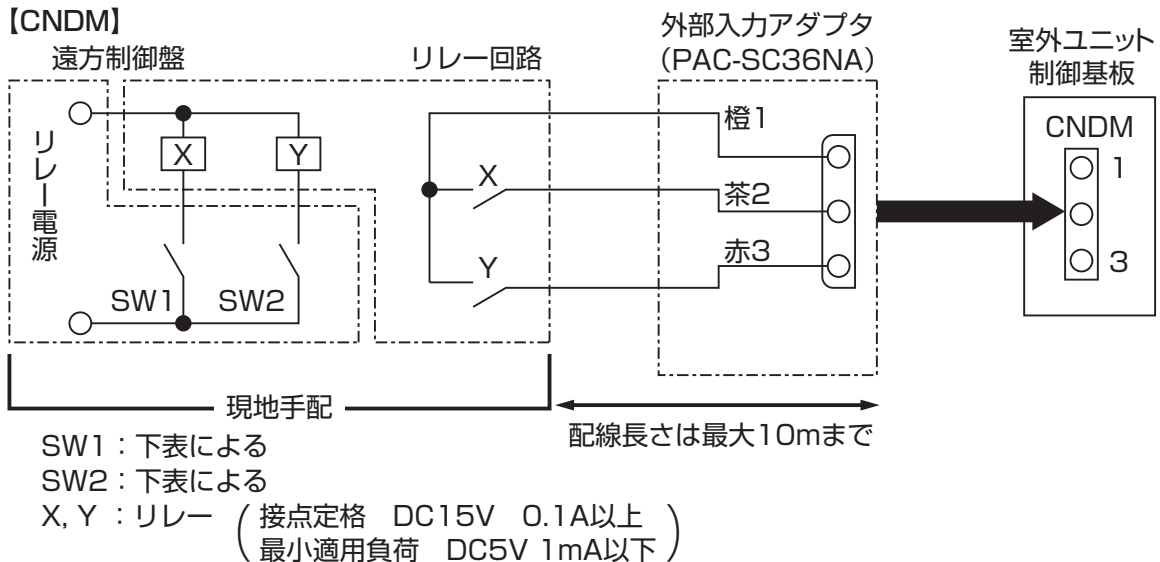 【CNDM】
遠方制御盤
リレー回路
外部入力アダプタ
(PAC-SC36NA)
室外ユニット
制御基板
リレー電源
X
Y
SW1
SW2
X
Y
橙1
茶2
赤3
CNDM
1
3
現地手配
配線長さは最大10mまで
SW1：下表による
SW2：下表による
X, Y ：リレー
接点定格 DC15V 0.1A以上
最小適用負荷 DC5V 1mA以下